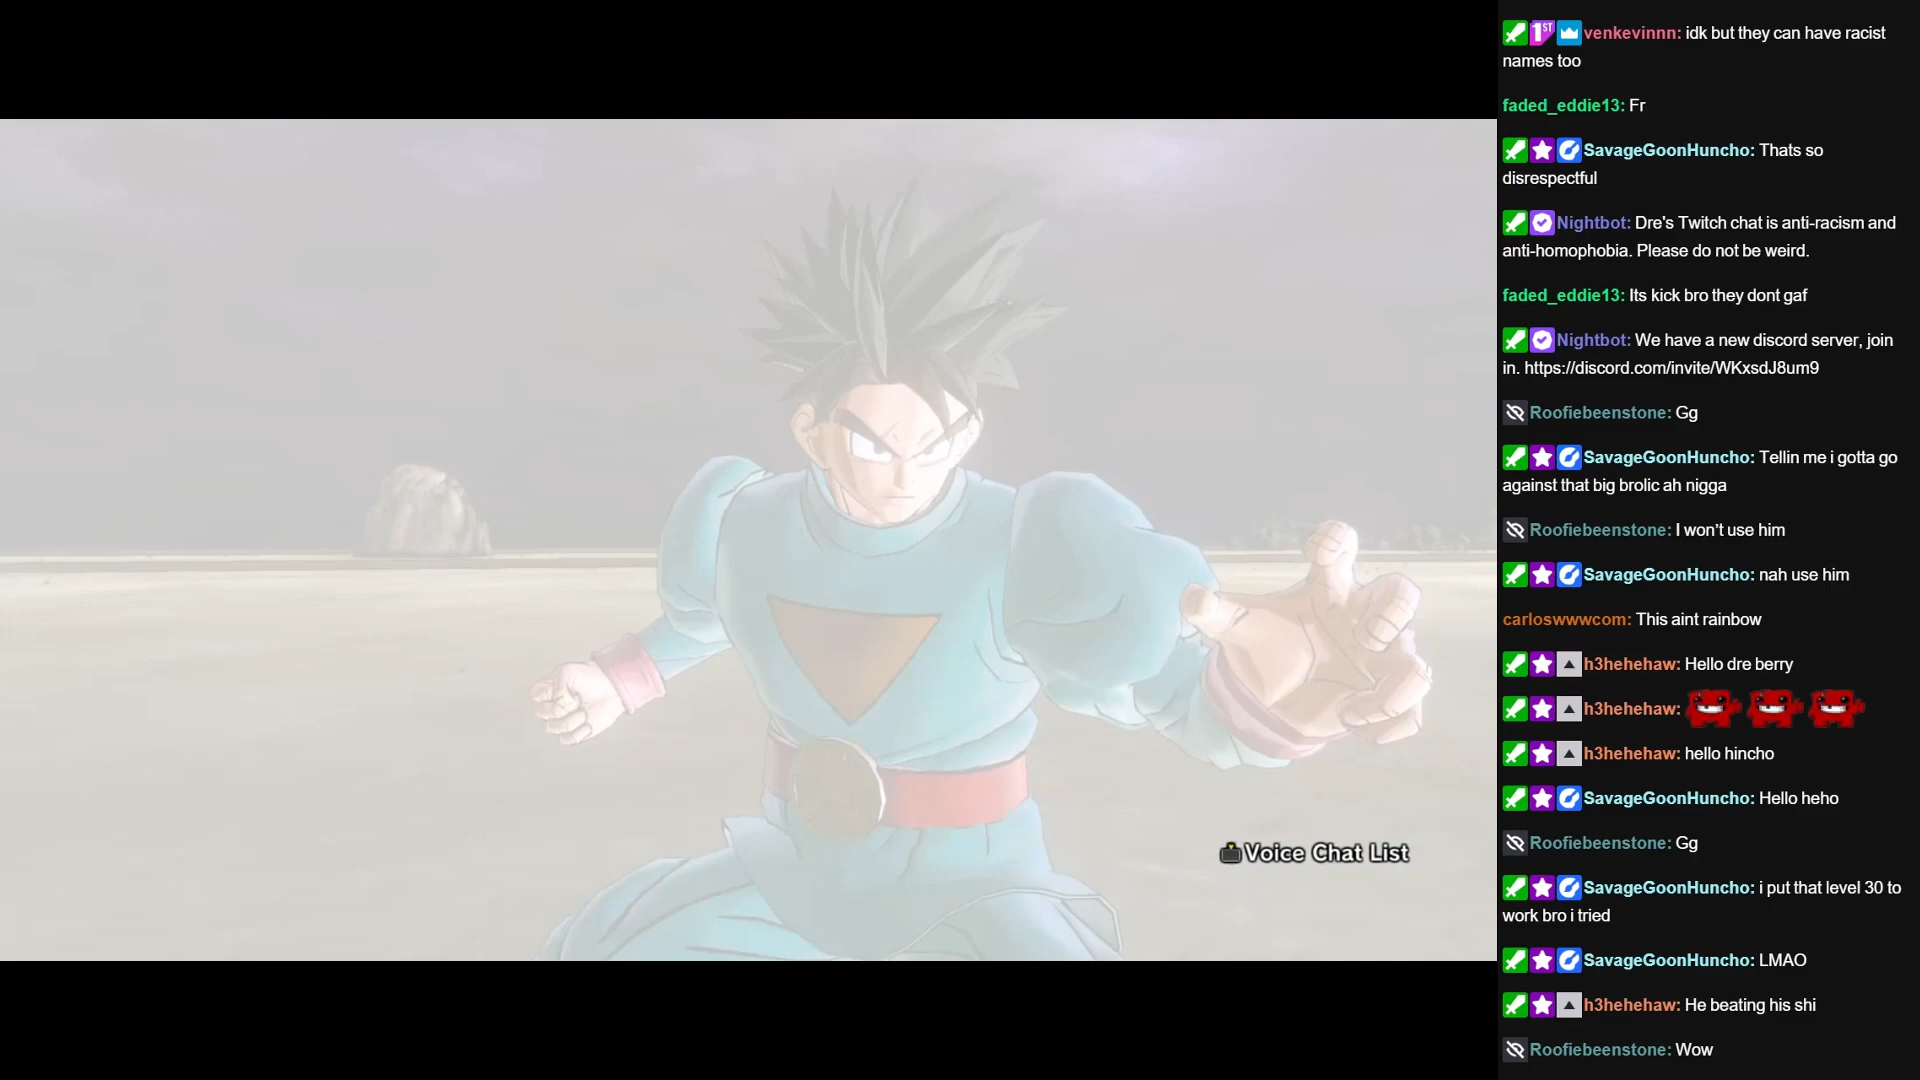 venkevinnn: idk but they can have racist
names too
faded_eddie13: Fr
SavageGoonHuncho: Thats so
disrespectful
Nightbot: Dre's Twitch chat is anti-racism and
anti-homophobia. Please do not be weird.
faded_eddie13: Its kick bro they dont gaf
Nightbot: We have a new discord server, join
in. https://discord.com/invite/WKxsdJ8um9
Roofiebeenstone: Gg
SavageGoonHuncho: Tellin me i gotta go
against that big brolic ah nigga
Roofiebeenstone: I won't use him
SavageGoonHuncho: nah use him
carloswwwcom: This aint rainbow
h3hehehaw: Hello dre berry
h3hehehaw:
h3hehehaw: hello hincho
SavageGoonHuncho: Hello heho
Roofiebeenstone: Gg
SavageGoonHuncho: i put that level 30 to
work bro i tried
SavageGoonHuncho: LMAO
h3hehehaw: He beating his shi
Roofiebeenstone: Wow
Voice Chat List